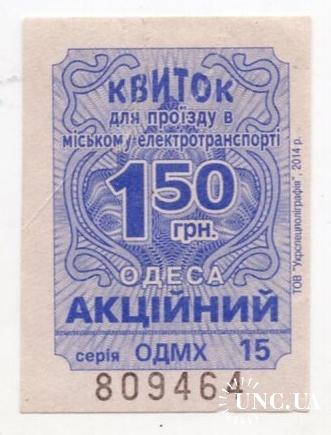 КВИТОК
для проїзду в
міському електротранспорті
1 50
грн.
ОДЕСА
АКЦІЙНИЙ
серія ОДМХ 15
809464
ТОВ "Укрспецполіграфія", 2014 р.
UNC.UA